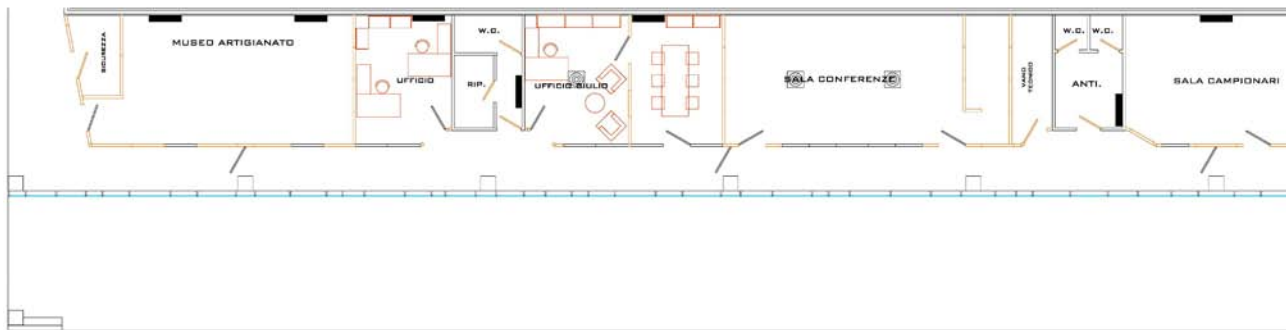 SICUREZZA
MUSEO ARTIGIANATO
UFFICIO
W.C.
RIP.
UFFICIO GIULIO
SALA CONFERENZE
VANO
TECNICO
W.C.
W.C.
ANTI.
SALA CAMPIONARI